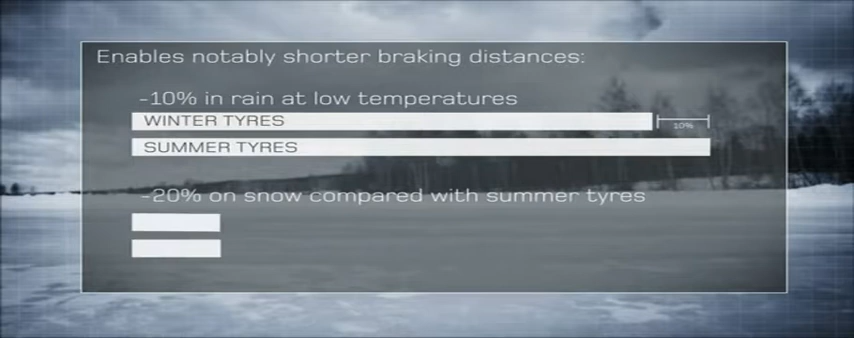 Enables notably shorter braking distances:
-10% in rain at low temperatures
WINTER TYRES
10%
SUMMER TYRES
-20% on snow compared with summer tyres